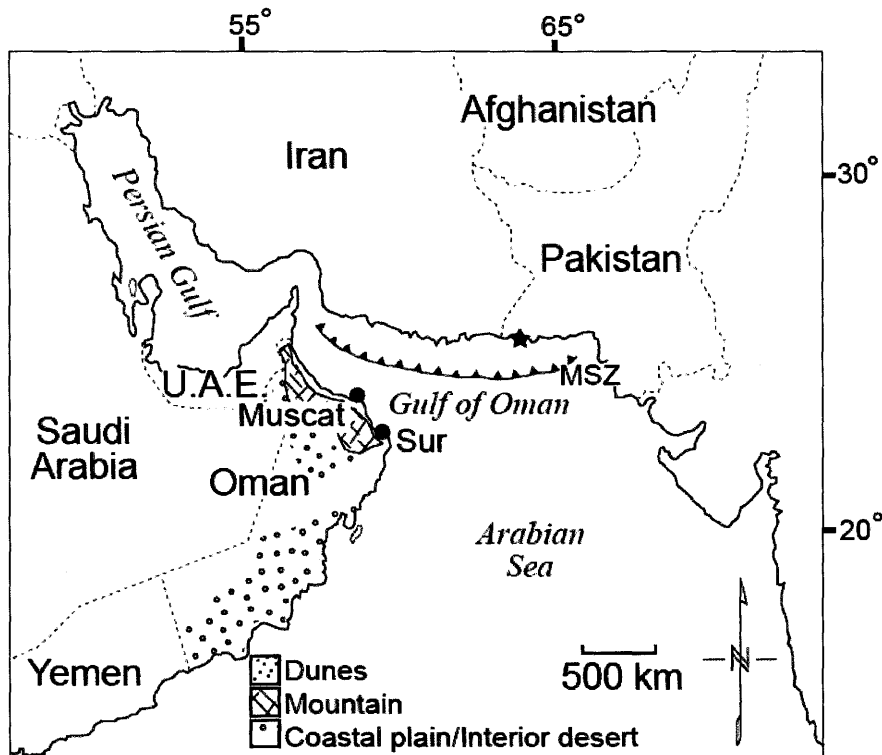 55°
65°
Afghanistan
Iran
30°
Persian Gulf
Pakistan
U.A.E.
MSZ
Muscat
Gulf of Oman
Saudi
Arabia
Sur
Oman
20°
Arabian
Sea
N
Yemen
Dunes
500 km
Mountain
Coastal plain/Interior desert